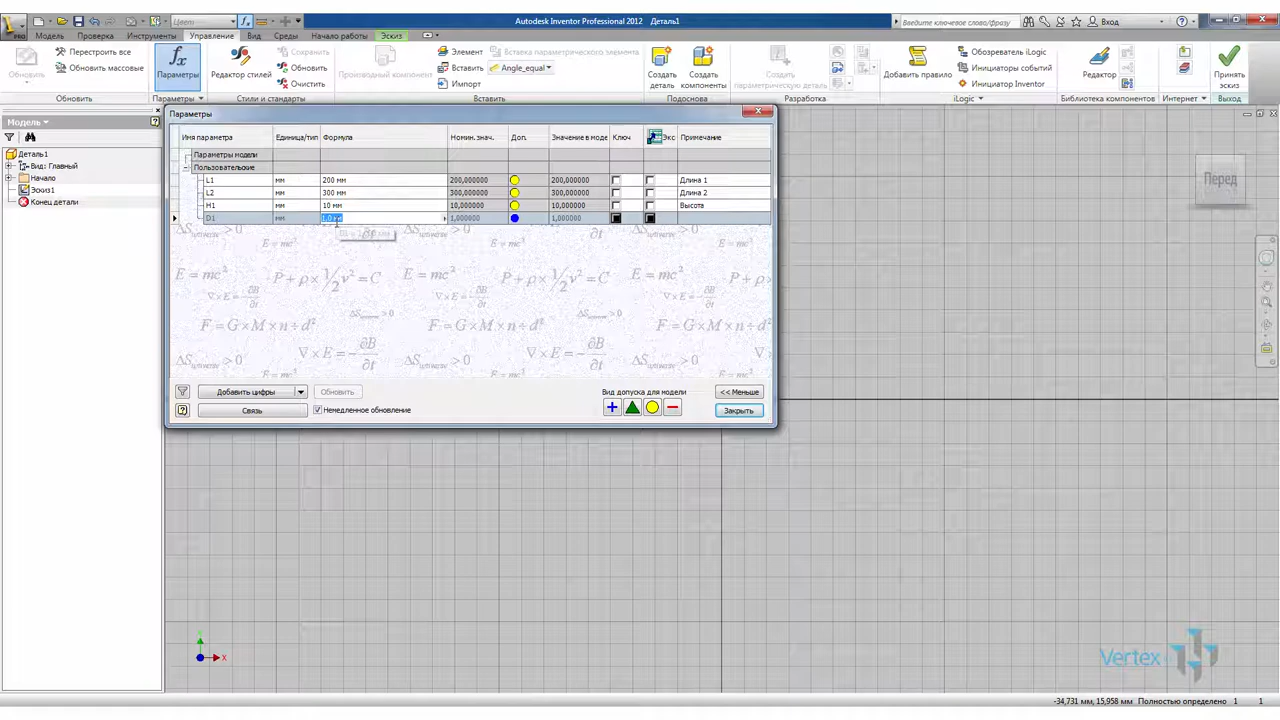 Цвет
Autodesk Inventor Professional 2012 Деталь1
Введите ключевое слово/фразу
Вход
Модель Проверка Инструменты Управление Вид Среды Начало работы Эскиз
Обновить
Перестроить все
Обновить массовые
Обновление
Параметры
Параметры
Редактор стилей
Сохранить
Обновить
Очистить
Стили и стандарты
Производный компонент
Элемент
Вставить
Импорт
Вставка параметрического элемента
Angle_equal
Вставить
Создать деталь
Создать компоненты
Подоснова
Создать параметрическую деталь
Разработка
Добавить правило
Обозреватель iLogic
Инициаторы событий
Инициаторы Inventor
iLogic
Редактор
Библиотека компонентов
Интернет
Принять эскиз
Выход
Модель
Деталь1
Вид: Главный
Начало
Эскиз1
Конец детали
Параметры
Имя параметра Единица/тип Формула Номин. знач. Доп. Значение в моде Ключ Экс Примечание
Параметры модели
Пользовательские
L1 мм 200 мм 200,000000 200,000000 Длина 1
L2 мм 300 мм 300,000000 300,000000 Длина 2
H1 мм 10 мм 10,000000 10,000000 Высота
D1 мм 1,000000 1,000000
Добавить цифры
Обновить
Вид допуска для модели
<< Меньше
Связь
Немедленное обновление
Закрыть
Перед
X
Vertex
-34,731 мм, 15,958 мм Полностью определено 1 1